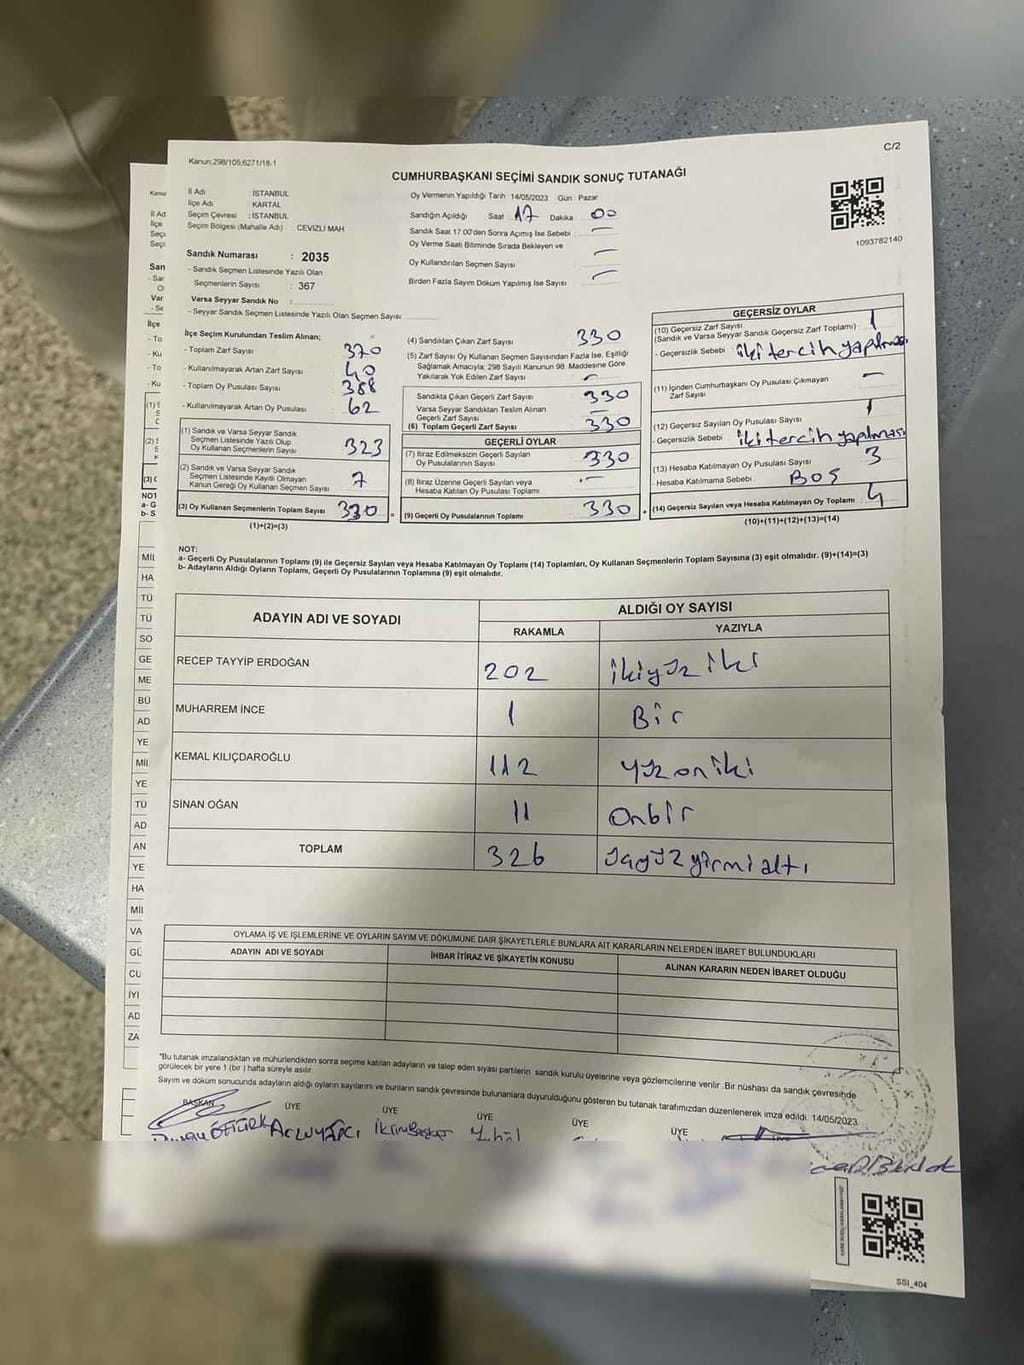 Kanun;298/105;6271/18-1
C/2
CUMHURBAŞKANI SEÇİMİ SANDIK SONUÇ TUTANAĞI
İl Adı : İSTANBUL
İlçe Adı : KARTAL
Seçim Çevresi : İSTANBUL
Seçim Bölgesi (Mahalle Adı) CEVIZLI MAH
Sandık Numarası : 2035
- Sandık Seçmen Listesinde Yazılı Olan
Seçmenlerin Sayısı : 367
Varsa Seyyar Sandık No :
- Seyyar Sandık Seçmen Listesinde Yazılı Olan Seçmen Sayısı
Oy Vermenin Yapıldığı Tarih : 14/05/2023 Gün : Pazar
Sandığın Açıldığı Saat 17 Dakika 00
Sandık Saat 17.00'den Sonra Açımış İse Sebebi : —
Oy Verme Saati Bitiminde Sırada Bekleyen ve
Oy Kullandırılan Seçmen Sayısı —
Birden Fazla Sayım Döküm Yapılmış İse Sayısı —
1093782140
İlçe Seçim Kurulundan Teslim Alınan;
- Toplam Zarf Sayısı 370
- Kullanılmayarak Artan Zarf Sayısı 40
- Toplam Oy Pusulası Sayısı 388
- Kullanılmayarak Artan Oy Pusulası 62
(1) Sandık ve Varsa Seyyar Sandık
Seçmen Listesinde Yazılı Olup
Oy Kullanan Seçmenlerin Sayısı 323
(2) Sandık ve Varsa Seyyar Sandık
Seçmen Listesinde Kayıtlı Olmayan
Kanun Gereği Oy Kullanan Seçmen Sayısı 7
(3) Oy Kullanan Seçmenlerin Toplam Sayısı 330
(1)+(2)=(3)
(4) Sandıktan Çıkan Zarf Sayısı 330
(5) Zarf Sayısı Oy Kullanan Seçmen Sayısından Fazla İse, Eşitliği
Sağlamak Amacıyla; 298 Sayılı Kanunun 98. Maddesine Göre
Yakılarak Yok Edilen Zarf Sayısı —
Sandıkta Çıkan Geçerli Zarf Sayısı 330
Varsa Seyyar Sandıktan Teslim Alınan
Geçerli Zarf Sayısı —
(6) Toplam Geçerli Zarf Sayısı 330
GEÇERLİ OYLAR
(7) İtiraz Edilmeksizin Geçerli Sayılan
Oy Pusulalarının Sayısı 330
(8) İtiraz Üzerine Geçerli Sayılan veya
Hesaba Katılan Oy Pusulası Toplamı —
(9) Geçerli Oy Pusulalarının Toplamı 330
GEÇERSİZ OYLAR
(10) Geçersiz Zarf Sayısı
(Sandık ve Varsa Seyyar Sandık Geçersiz Zarf Toplamı) : 1
- Geçersizlik Sebebi : iki tercih yapılması
(11) İçinden Cumhurbaşkanı Oy Pusulası Çıkmayan
Zarf Sayısı —
(12) Geçersiz Sayılan Oy Pusulası Sayısı 1
- Geçersizlik Sebebi iki tercih yapılması
(13) Hesaba Katılmayan Oy Pusulası Sayısı 3
- Hesaba Katılmama Sebebi : BOŞ
(14) Geçersiz Sayılan veya Hesaba Katılmayan Oy Toplamı 4
(10)+(11)+(12)+(13)=(14)
NOT:
a- Geçerli Oy Pusulalarının Toplamı (9) ile Geçersiz Sayılan veya Hesaba Katılmayan Oy Toplamı (14) Toplamları, Oy Kullanan Seçmenlerin Toplam Sayısına (3) eşit olmalıdır. (9)+(14)=(3)
b- Adayların Aldığı Oyların Toplamı, Geçerli Oy Pusulalarının Toplamına (9) eşit olmalıdır.
ADAYIN ADI VE SOYADI ALDIĞI OY SAYISI
RAKAMLA YAZIYLA
RECEP TAYYİP ERDOĞAN 202 ikiyüz iki
MUHARREM İNCE 1 Bir
KEMAL KILIÇDAROĞLU 112 yüz oniki
SİNAN OĞAN 11 onbir
TOPLAM 326 üçyüz yirmialtı
OYLAMA İŞ VE İŞLEMLERİNE VE OYLARIN SAYIM VE DÖKÜMÜNE DAİR ŞİKAYETLERLE BUNLARA AİT KARARLARIN NELERDEN İBARET BULUNDUKLARI
ADAYIN ADI VE SOYADI İHBAR İTİRAZ VE ŞİKAYETİN KONUSU ALINAN KARARIN NEDEN İBARET OLDUĞU
*Bu tutanak imzalandıktan ve mühürlendikten sonra seçime katılan adayların ve talep eden siyasi partilerin sandık kurulu üyelerine veya gözlemcilerine verilir. Bir nüshası da sandık çevresinde
görülecek bir yere 1 (bir) hafta süreyle asılır.
Sayım ve döküm sonucunda adayların aldığı oyların sayılarını ve bunların sandık çevresinde bulunanlara duyurulduğunu gösteren bu tutanak tarafımızdan düzenlenerek imza edildi. 14/05/2023
BAŞKAN ÜYE ÜYE ÜYE ÜYE ÜYE
SSI_404